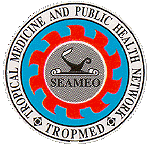 TROPICAL MEDICINE AND PUBLIC HEALTH NETWORK
SEAMEO
TROPMED